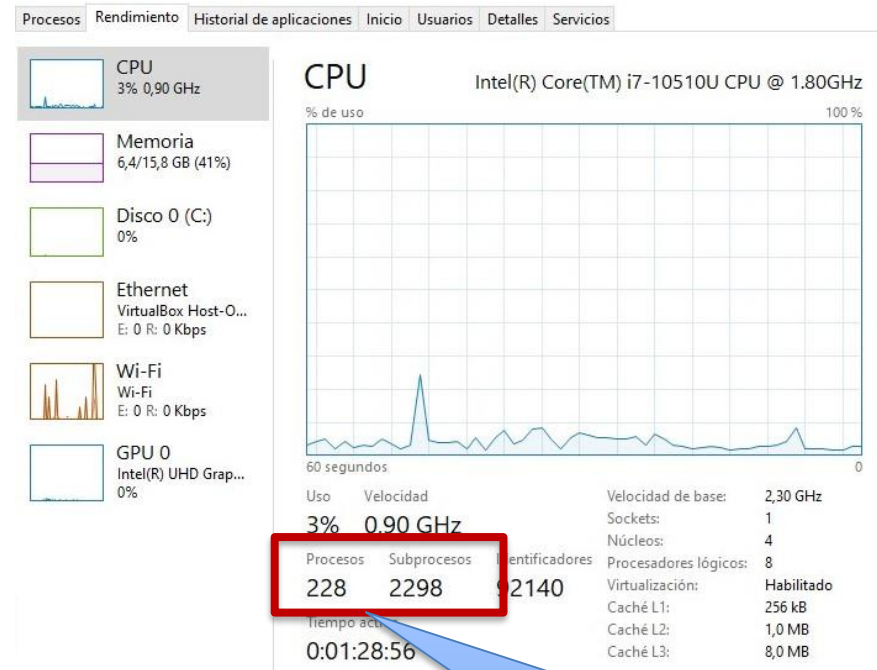 Procesos Rendimiento Historial de aplicaciones Inicio Usuarios Detalles Servicios
CPU
3% 0,90 GHz
Memoria
6,4/15,8 GB (41%)
Disco 0 (C:)
0%
Ethernet
VirtualBox Host-O...
E: 0 R: 0 Kbps
Wi-Fi
Wi-Fi
E: 0 R: 0 Kbps
GPU 0
Intel(R) UHD Grap...
0%
CPU Intel(R) Core(TM) i7-10510U CPU @ 1.80GHz
% de uso 100 %
60 segundos 0
Uso Velocidad
3% 0,90 GHz
Procesos Subprocesos Identificadores
228 2298 92140
Tiempo activo
0:01:28:56
Velocidad de base: 2,30 GHz
Sockets: 1
Núcleos: 4
Procesadores lógicos: 8
Virtualización: Habilitado
Caché L1: 256 kB
Caché L2: 1,0 MB
Caché L3: 8,0 MB